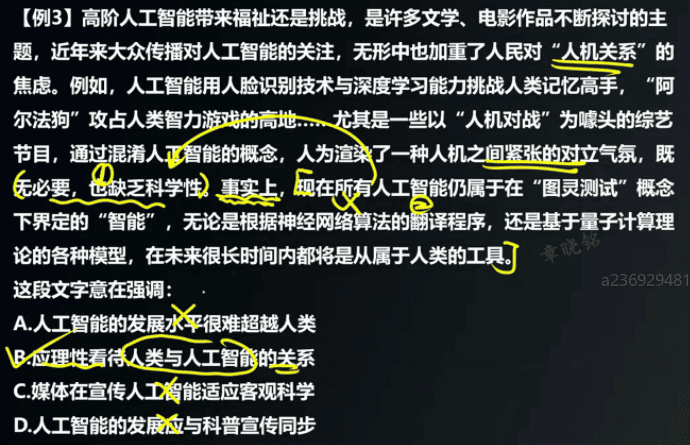 【例3】高阶人工智能带来福祉还是挑战，是许多文学、电影作品不断探讨的主
题，近年来大众传播对人工智能的关注，无形中也加重了人民对“人机关系”的
焦虑。例如，人工智能用人脸识别技术与深度学习能力挑战人类记忆高手，“阿
尔法狗”攻占人类智力游戏的高地……尤其是一些以“人机对战”为噱头的综艺
节目，通过混淆人工智能的概念，人为渲染了一种人机之间紧张的对立气氛，既
无必要，也缺乏科学性。事实上，现在所有人工智能仍属于在“图灵测试”概念
下界定的“智能”，无论是根据神经网络算法的翻译程序，还是基于量子计算理
论的各种模型，在未来很长时间内都将是从属于人类的工具。
章晓铭
a236929481
这段文字意在强调：
A.人工智能的发展水平很难超越人类
B.应理性看待人类与人工智能的关系
C.媒体在宣传人工智能适应客观科学
D.人工智能的发展应与科普宣传同步
①
②